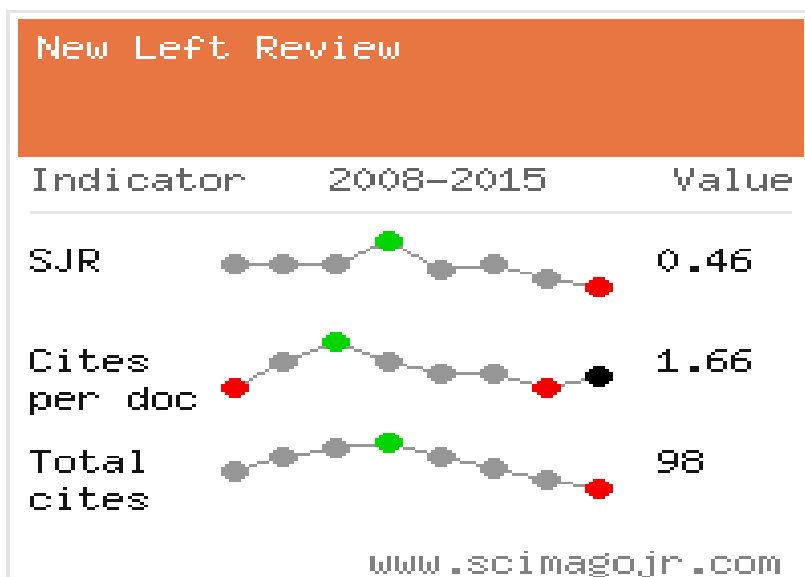 New Left Review
Indicator 2008-2015 Value
SJR 0.46
Cites per doc 1.66
Total cites 98
www.scimagojr.com